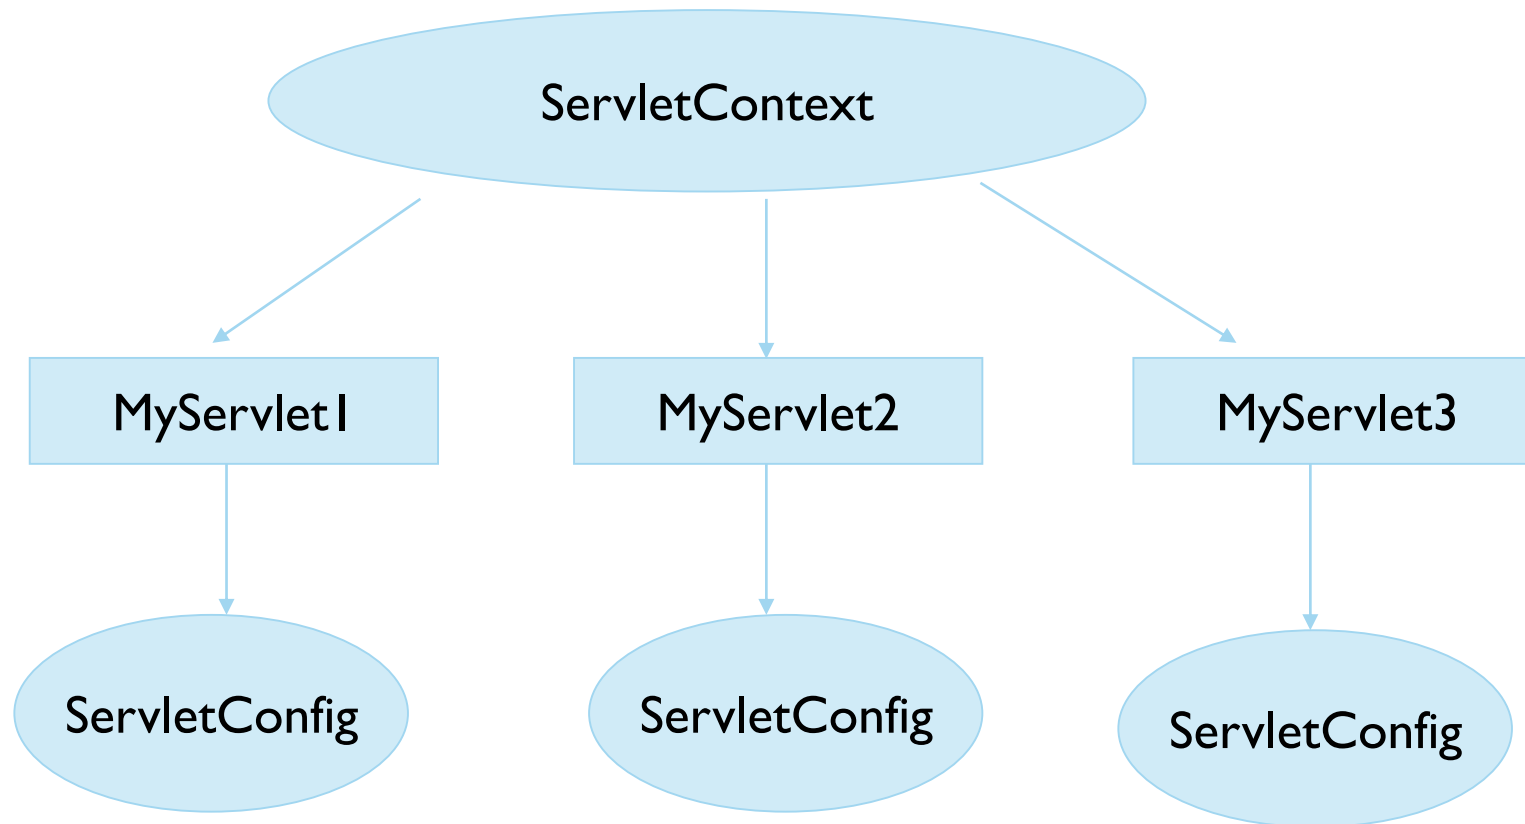 ServletContext
MyServlet1
MyServlet2
MyServlet3
ServletConfig
ServletConfig
ServletConfig